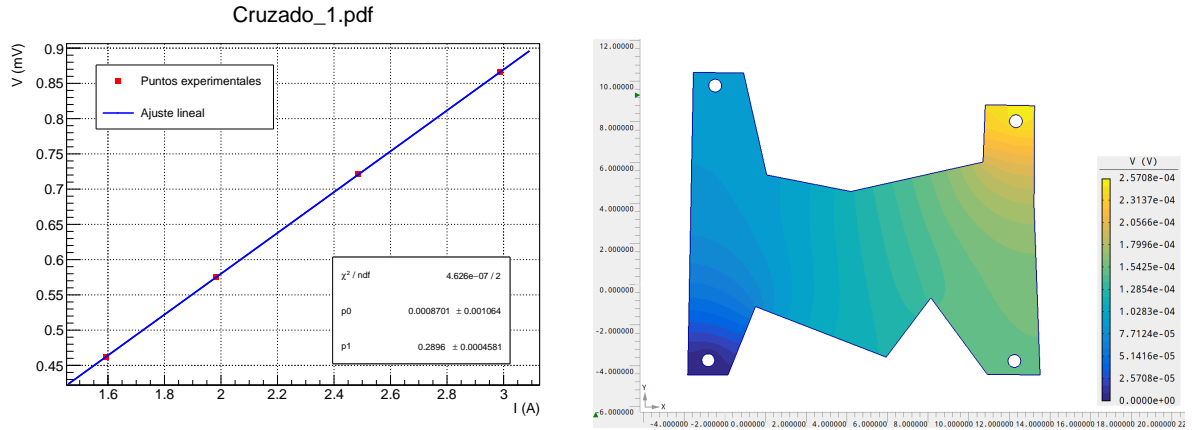 Cruzado_1.pdf
V (mV)
0.9
0.85
0.8
0.75
0.7
0.65
0.6
0.55
0.5
0.45
Puntos experimentales
Ajuste lineal
χ² / ndf 4.626e−07 / 2
p0 0.0008701 ± 0.001064
p1 0.2896 ± 0.0004581
1.6 1.8 2 2.2 2.4 2.6 2.8 3
I (A)
12.00000
10.00000
8.000000
6.000000
4.000000
2.000000
0.000000
-2.000000
-4.000000
-6.000000
Y
X
-4.000000 -2.000000 0.000000 2.000000 4.000000 6.000000 8.000000 10.000000 12.000000 14.000000 16.000000 18.000000 20.000000 22
V (V)
2.5708e-04
2.3137e-04
1.7996e-04
1.5425e-04
1.2854e-04
1.0283e-04
7.7124e-05
5.1416e-05
2.5708e-05
0.0000e+00